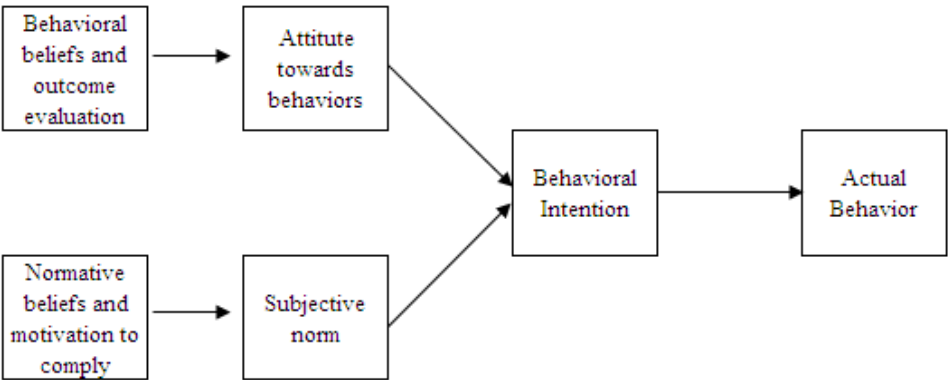 Behavioral
beliefs and
outcome
evaluation
Attitute
towards
behaviors
Behavioral
Intention
Actual
Behavior
Normative
beliefs and
motivation to
comply
Subjective
norm